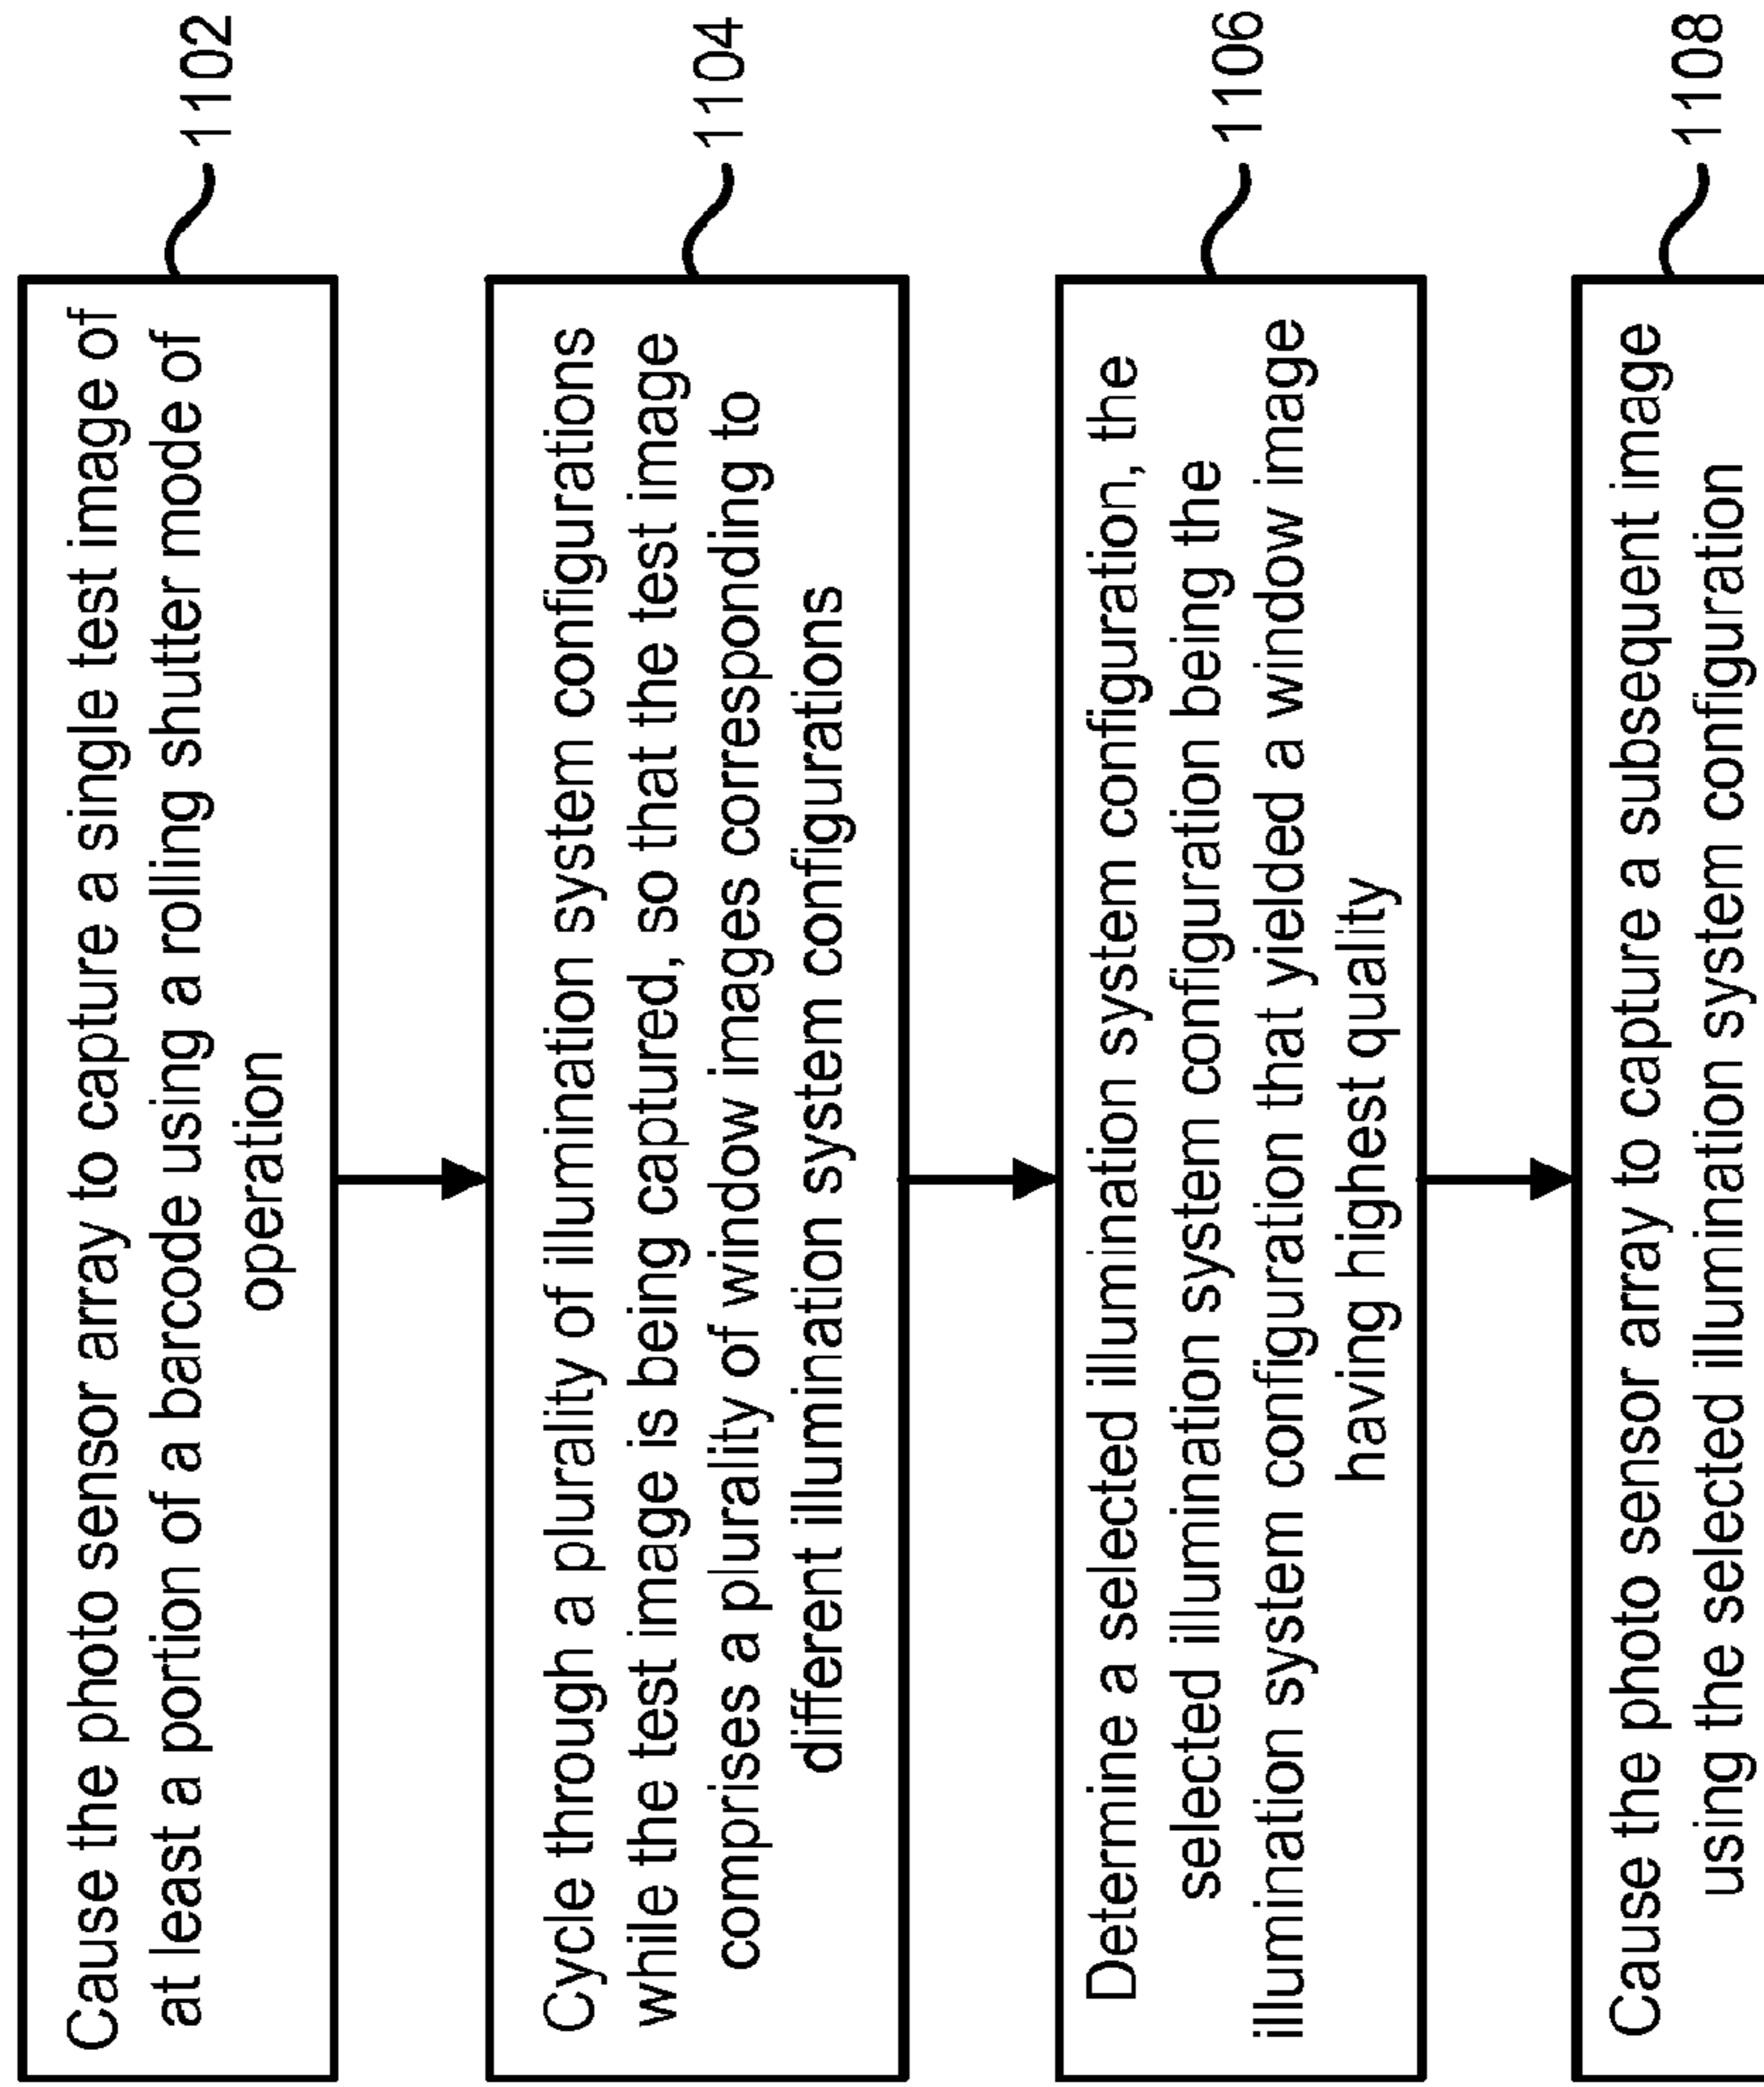 Cause the photo sensor array to capture a single test image of
at least a portion of a barcode using a rolling shutter mode of
operation
1102
Cycle through a plurality of illumination system configurations
while the test image is being captured, so that the test image
comprises a plurality of window images corresponding to
different illumination system configurations
1104
Determine a selected illumination system configuration, the
selected illumination system configuration being the
illumination system configuration that yielded a window image
having highest quality
1106
Cause the photo sensor array to capture a subsequent image
using the selected illumination system configuration
1108